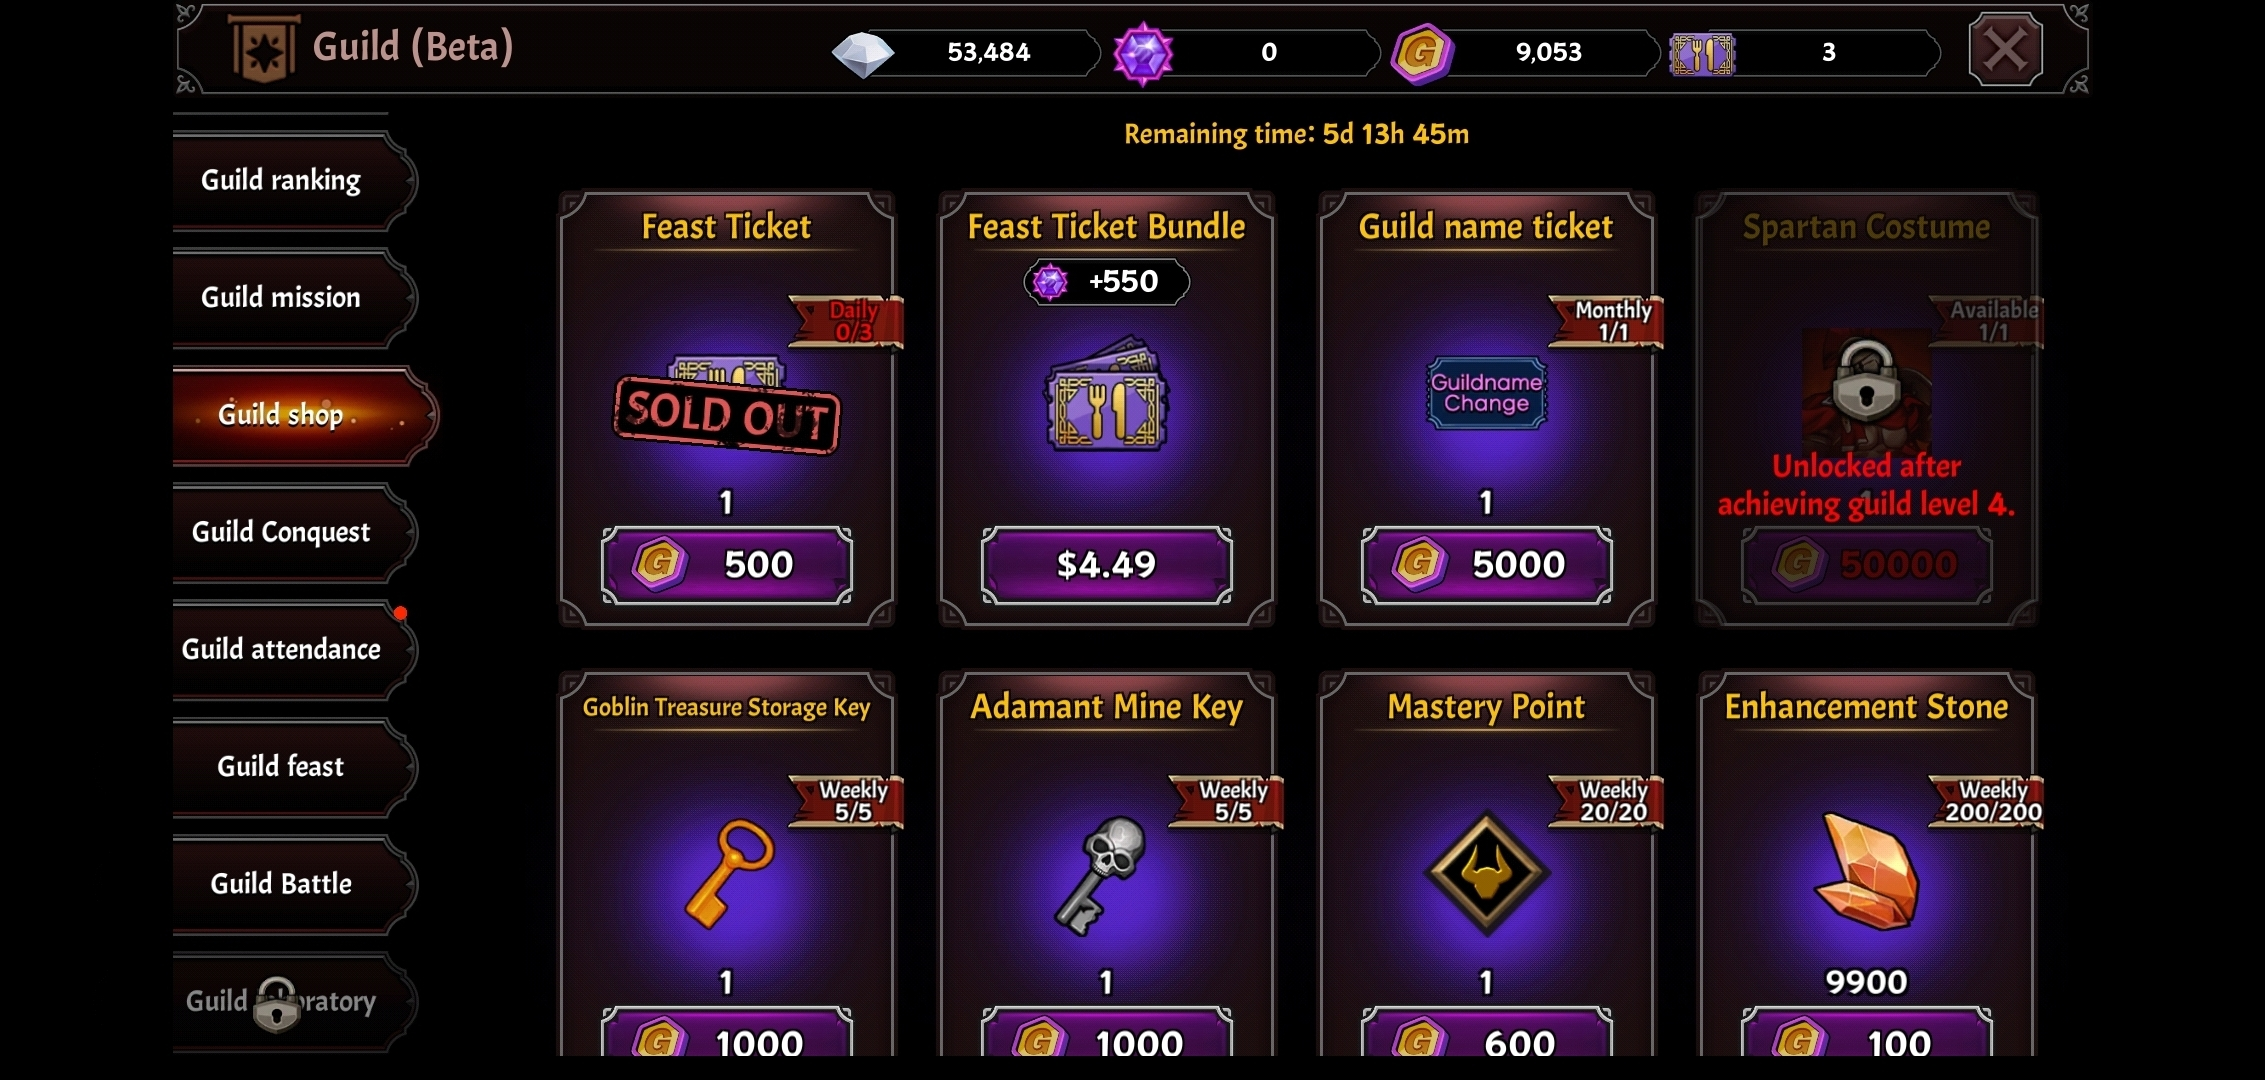 Guild (Beta)
53,484
0
9,053
3
Remaining time: 5d 13h 45m
Guild ranking
Guild mission
Guild shop
Guild Conquest
Guild attendance
Guild feast
Guild Battle
Guild
ratory
Feast Ticket
Daily
0/3
SOLD OUT
1
500
Feast Ticket Bundle
+550
$4.49
Guild name ticket
Monthly
1/1
Guildname
Change
1
5000
Spartan Costume
Available
1/1
Unlocked after
achieving guild level 4.
50000
Goblin Treasure Storage Key
Weekly
5/5
1
1000
Adamant Mine Key
Weekly
5/5
1
1000
Mastery Point
Weekly
20/20
1
600
Enhancement Stone
Weekly
200/200
9900
100